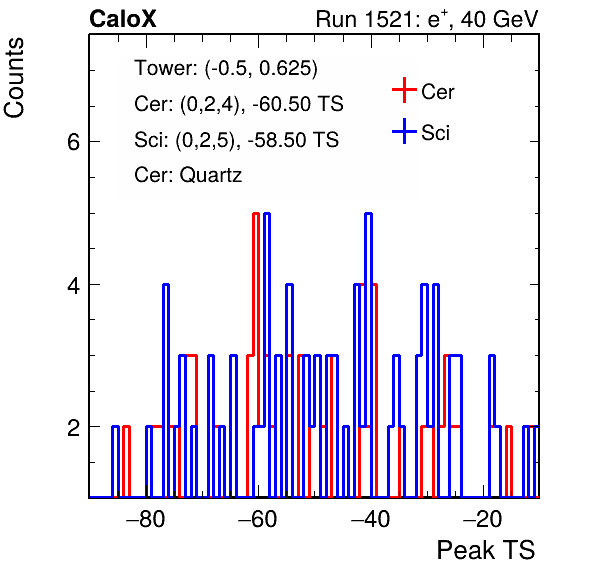 CaloX Run 1521: e⁺, 40 GeV
Counts
Tower: (-0.5, 0.625)
Cer: (0,2,4), -60.50 TS
Sci: (0,2,5), -58.50 TS
Cer: Quartz
Cer
Sci
6
4
2
−80 −60 −40 −20
Peak TS